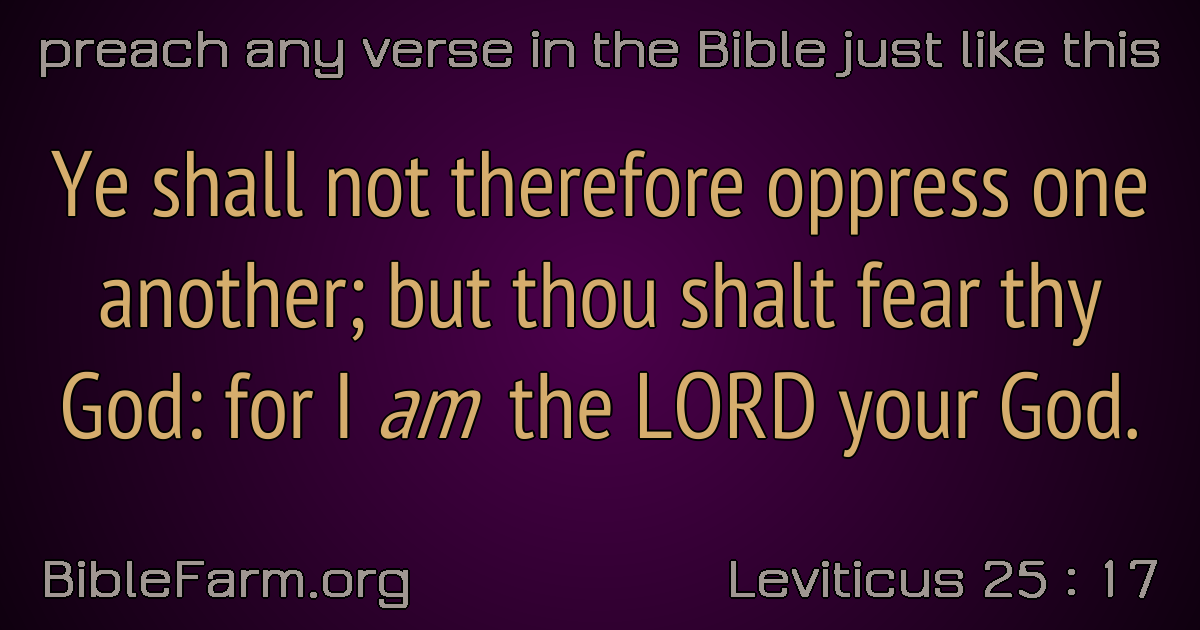 preach any verse in the Bible just like this
Ye shall not therefore oppress one
another; but thou shalt fear thy
God: for I am the LORD your God.
BibleFarm.org
Leviticus 25 : 17